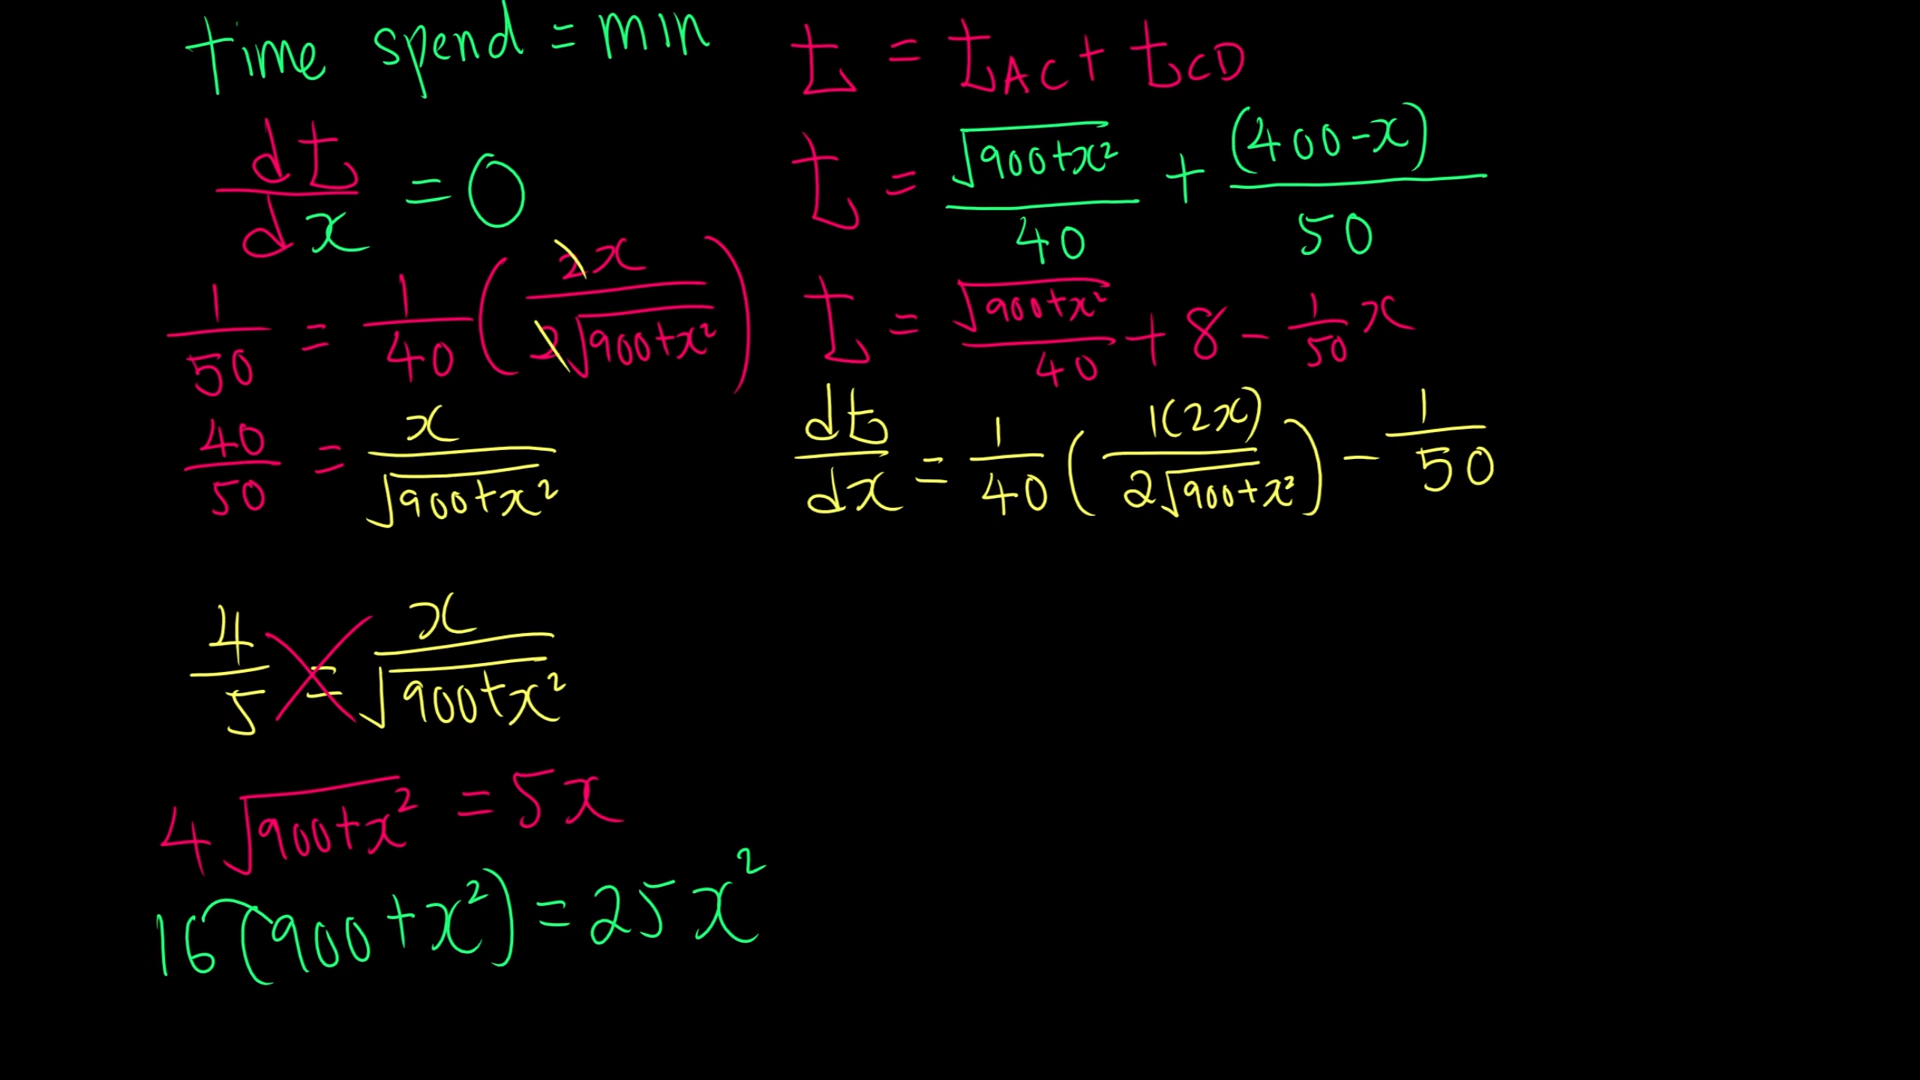 time spend = min
dt/dx = 0
1/50 = 1/40 (2x/2√(900+x²))
40/50 = x/√(900+x²)
4/5 = x/√(900+x²)
4√(900+x²) = 5x
16(900+x²) = 25x²
t = t_AC + t_CD
t = √(900+x²)/40 + (400-x)/50
t = √(900+x²)/40 + 8 - 1/50 x
dt/dx = 1/40 (1(2x)/2√(900+x²)) - 1/50